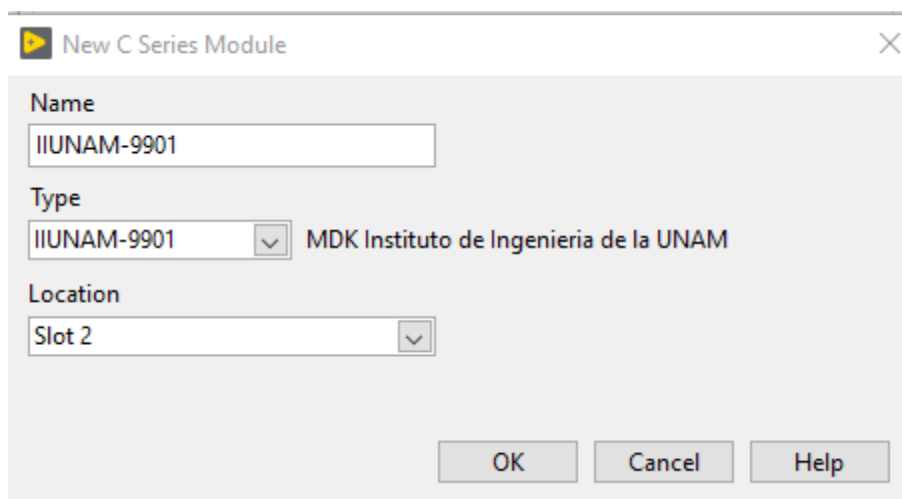 New C Series Module
Name
IIUNAM-9901
Type
IIUNAM-9901 MDK Instituto de Ingenieria de la UNAM
Location
Slot 2
OK Cancel Help